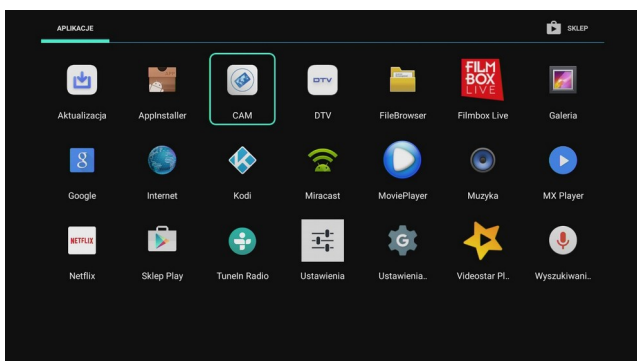 APLIKACJE
SKLEP
DTV
FILM
BOX
LIVE
Aktualizacja
AppInstaller
CAM
DTV
FileBrowser
Filmbox Live
Galeria
8
Google
Internet
Kodi
Miracast
MoviePlayer
Muzyka
MX Player
NETFLIX
G
Netflix
Sklep Play
TuneIn Radio
Ustawienia
Ustawienia..
Videostar Pl..
Wyszukiwani..